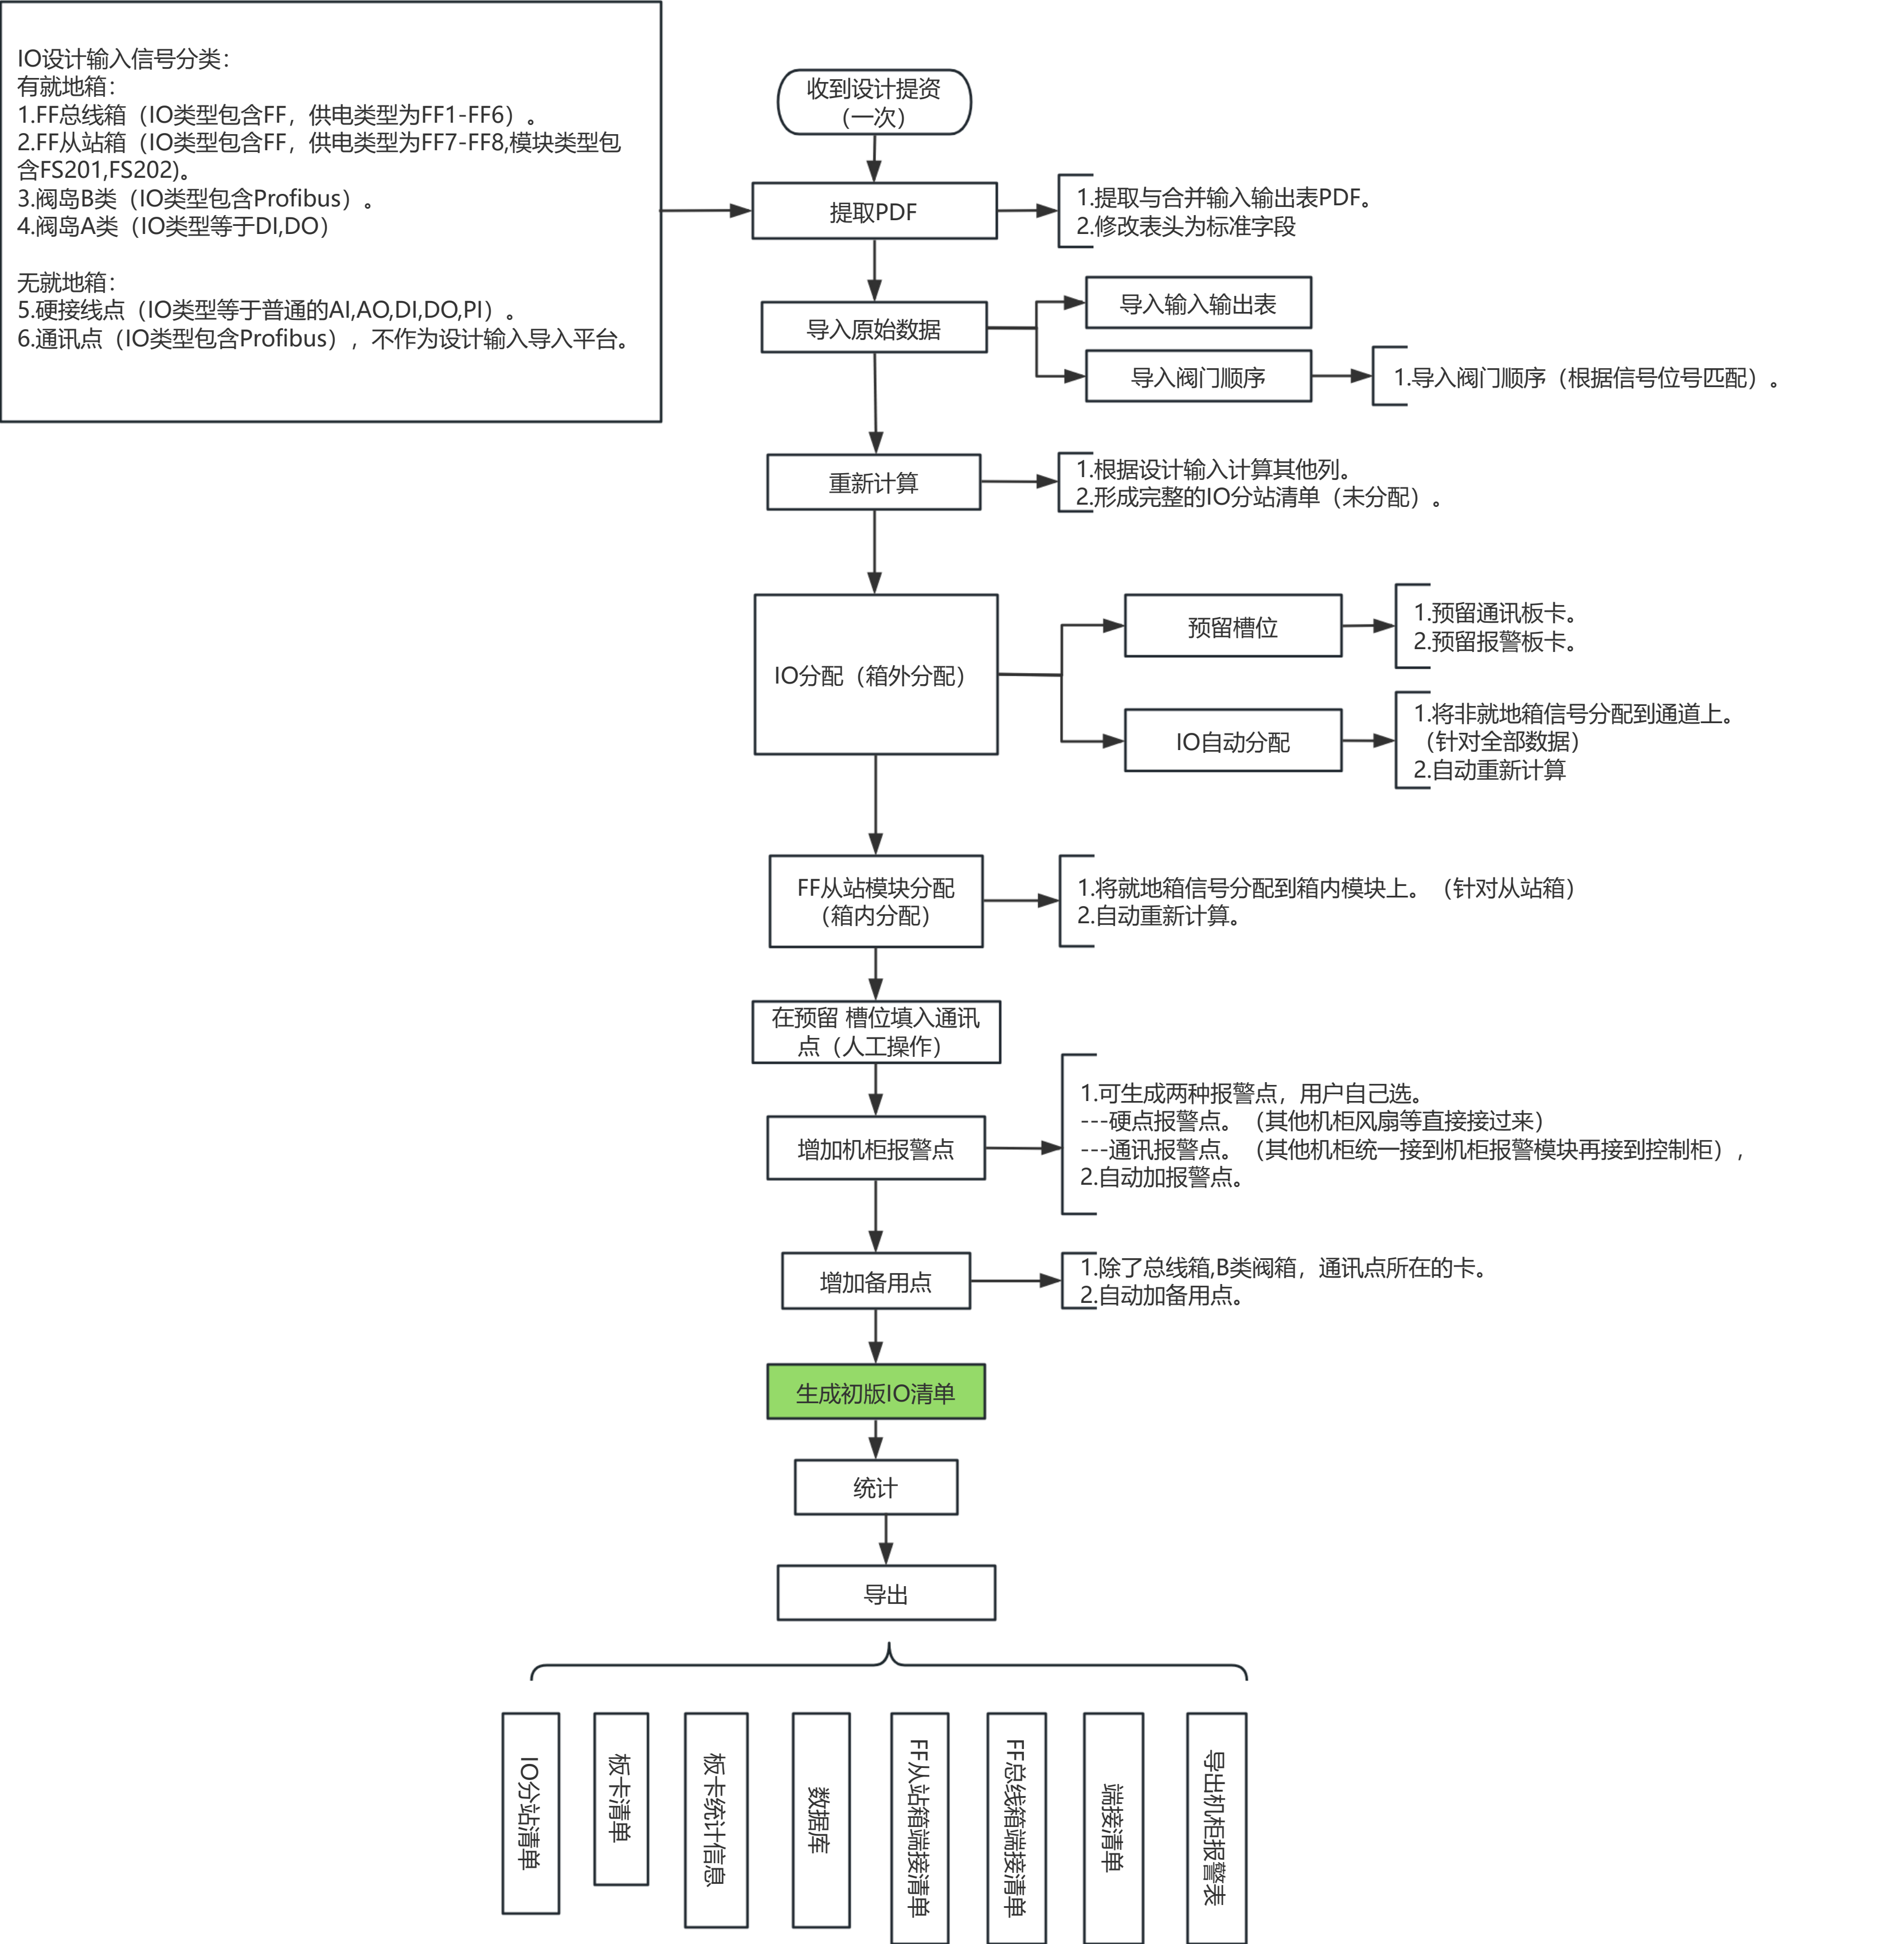 IO设计输入信号分类：
有就地箱：
1.FF总线箱（IO类型包含FF，供电类型为FF1-FF6）。
2.FF从站箱（IO类型包含FF，供电类型为FF7-FF8,模块类型包
含FS201,FS202)。
3.阀岛B类（IO类型包含Profibus）。
4.阀岛A类（IO类型等于DI,DO）
无就地箱：
5.硬接线点（IO类型等于普通的AI,AO,DI,DO,PI）。
6.通讯点（IO类型包含Profibus），不作为设计输入导入平台。
收到设计提资
（一次）
提取PDF
1.提取与合并输入输出表PDF。
2.修改表头为标准字段
导入原始数据
导入输入输出表
导入阀门顺序
1.导入阀门顺序（根据信号位号匹配）。
重新计算
1.根据设计输入计算其他列。
2.形成完整的IO分站清单（未分配）。
IO分配（箱外分配）
预留槽位
1.预留通讯板卡。
2.预留报警板卡。
IO自动分配
1.将非就地箱信号分配到通道上。
（针对全部数据）
2.自动重新计算
FF从站模块分配
（箱内分配）
1.将就地箱信号分配到箱内模块上。（针对从站箱）
2.自动重新计算。
在预留 槽位填入通讯
点（人工操作）
增加机柜报警点
1.可生成两种报警点，用户自己选。
---硬点报警点。（其他机柜风扇等直接接过来）
---通讯报警点。（其他机柜统一接到机柜报警模块再接到控制柜），
2.自动加报警点。
增加备用点
1.除了总线箱,B类阀箱，通讯点所在的卡。
2.自动加备用点。
生成初版IO清单
统计
导出
IO分站清单
板卡清单
板卡统计信息
数据库
FF从站箱端接清单
FF总线箱端接清单
端接清单
导出机柜报警表